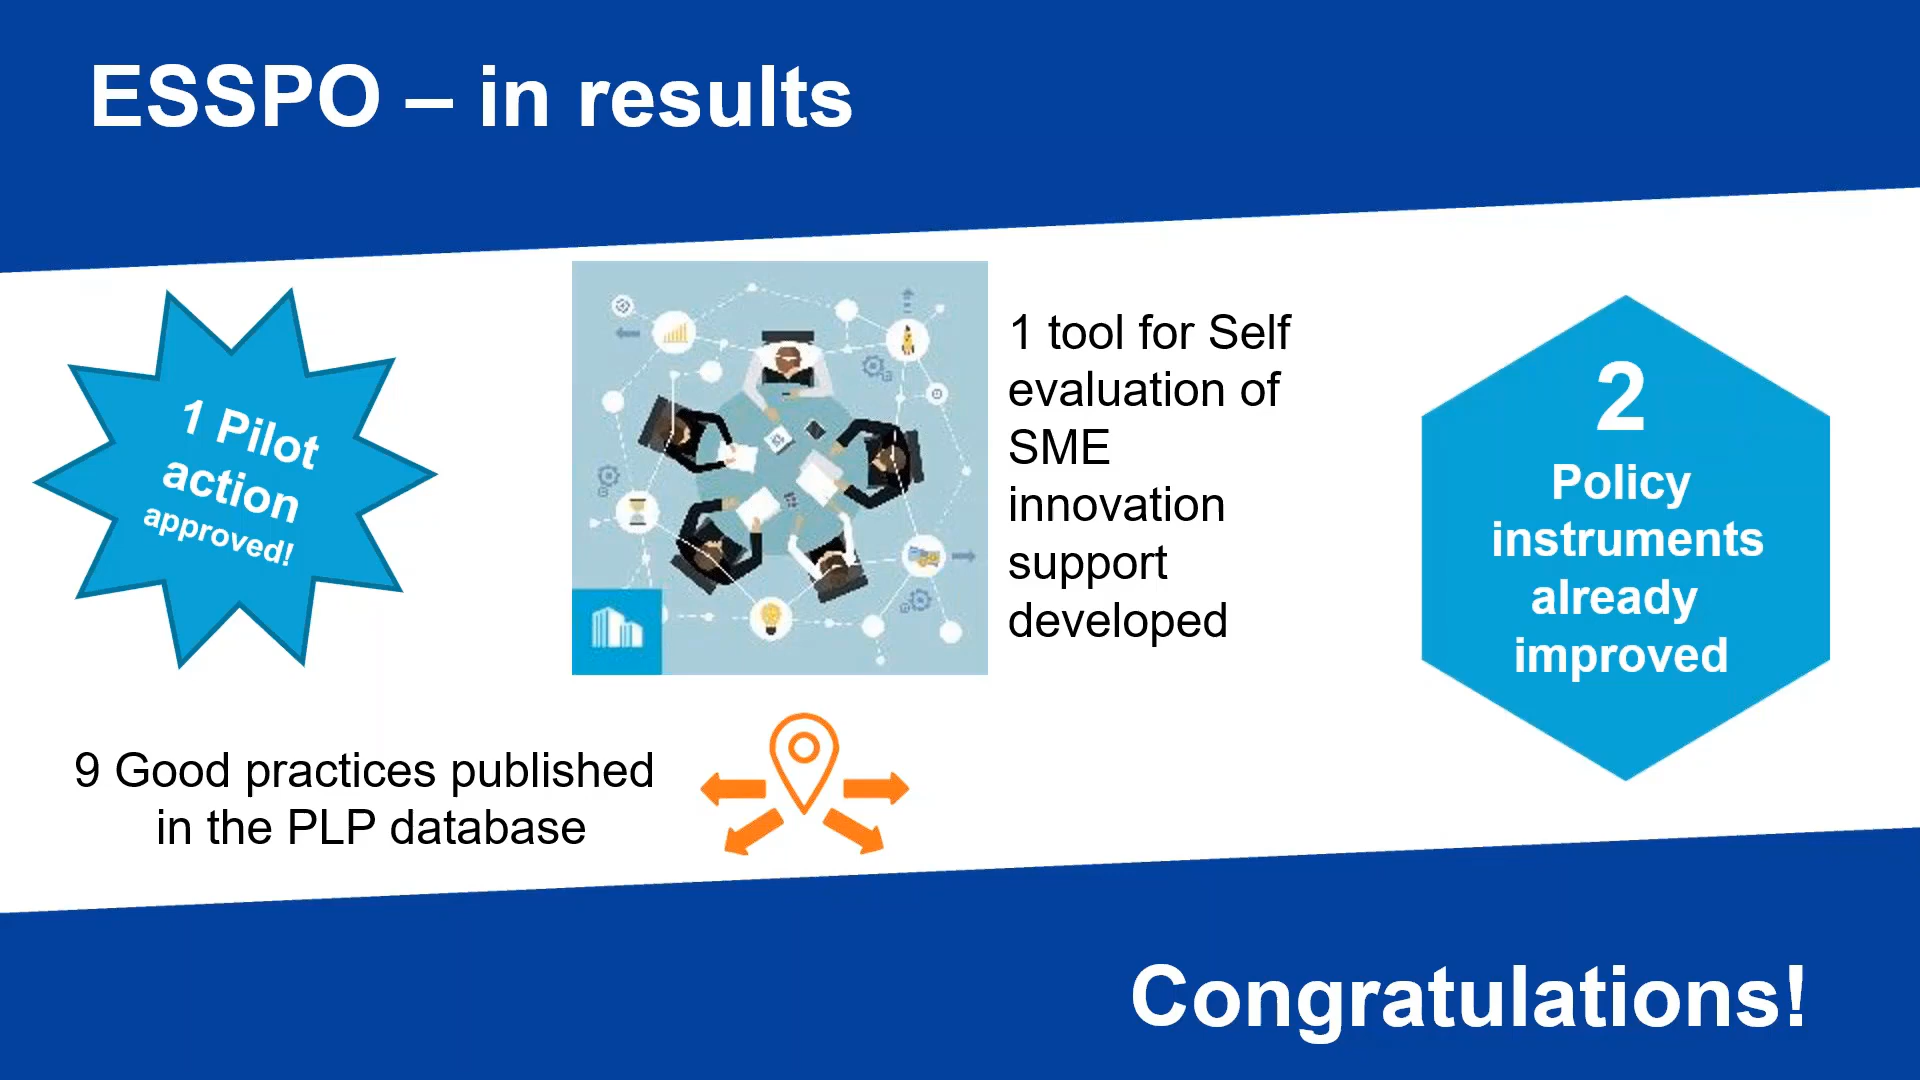 ESSPO – in results
1 Pilot
action
approved!
1 tool for Self
evaluation of
SME
innovation
support
developed
2
Policy
instruments
already
improved
9 Good practices published
in the PLP database
Congratulations!